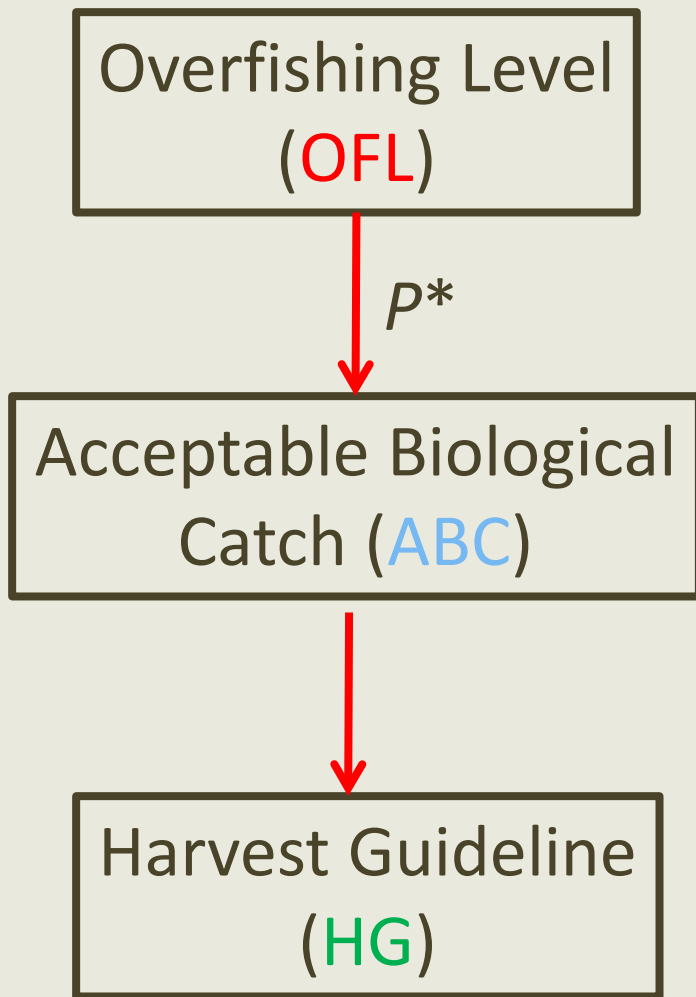 Overfishing Level
(OFL)
P*
Acceptable Biological
Catch (ABC)
Harvest Guideline
(HG)